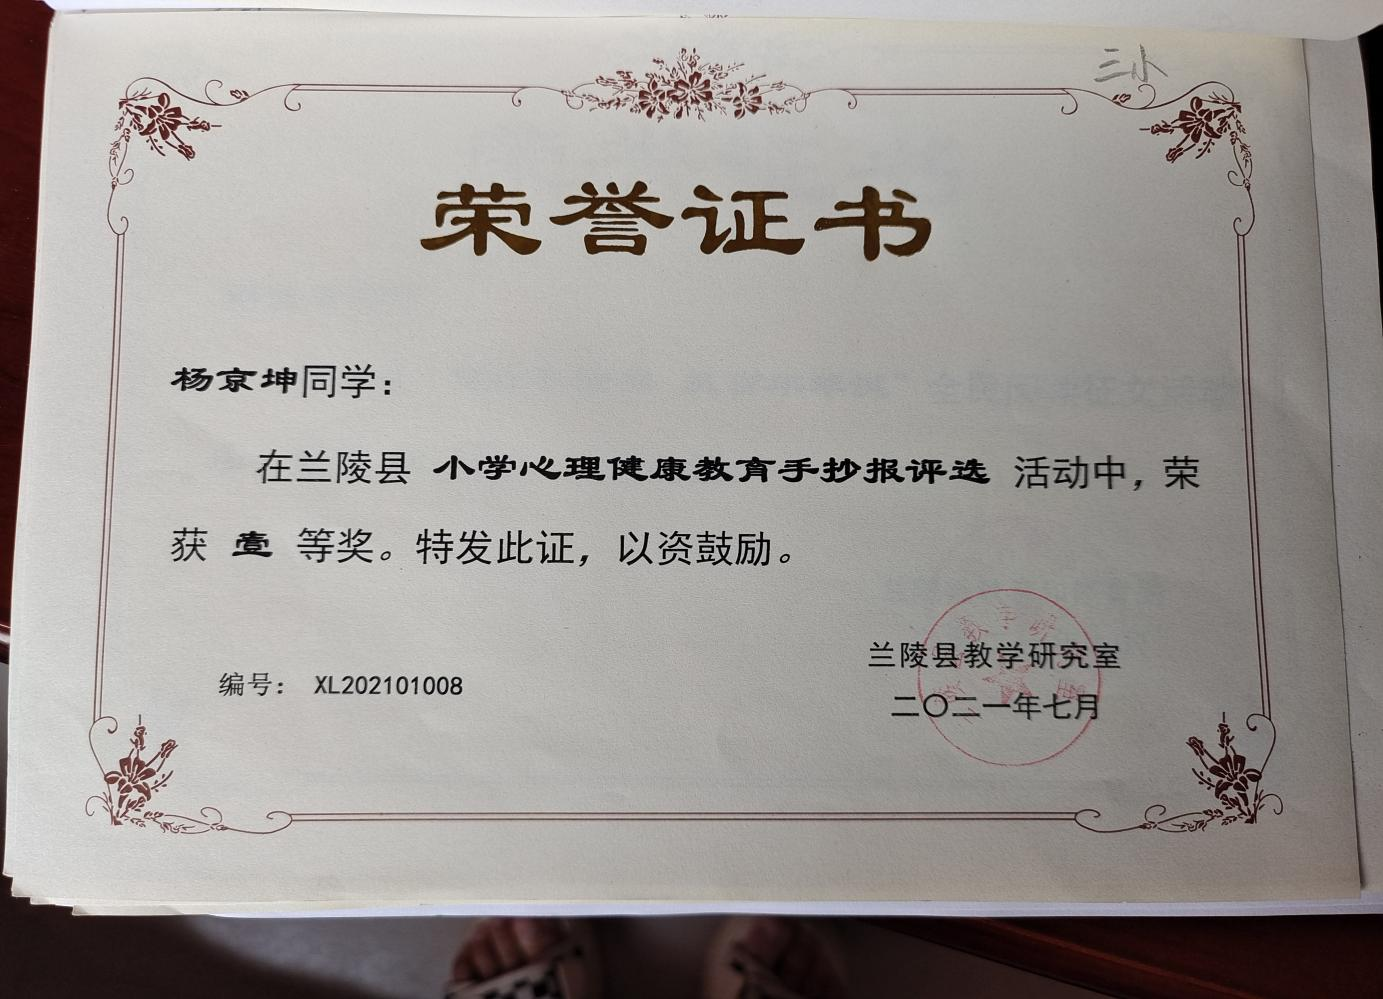 三小
荣誉证书
杨京坤同学：
在兰陵县 小学心理健康教育手抄报评选 活动中，荣
获 壹 等奖。特发此证，以资鼓励。
兰陵县教学研究室
编号： XL202101008
二〇二一年七月